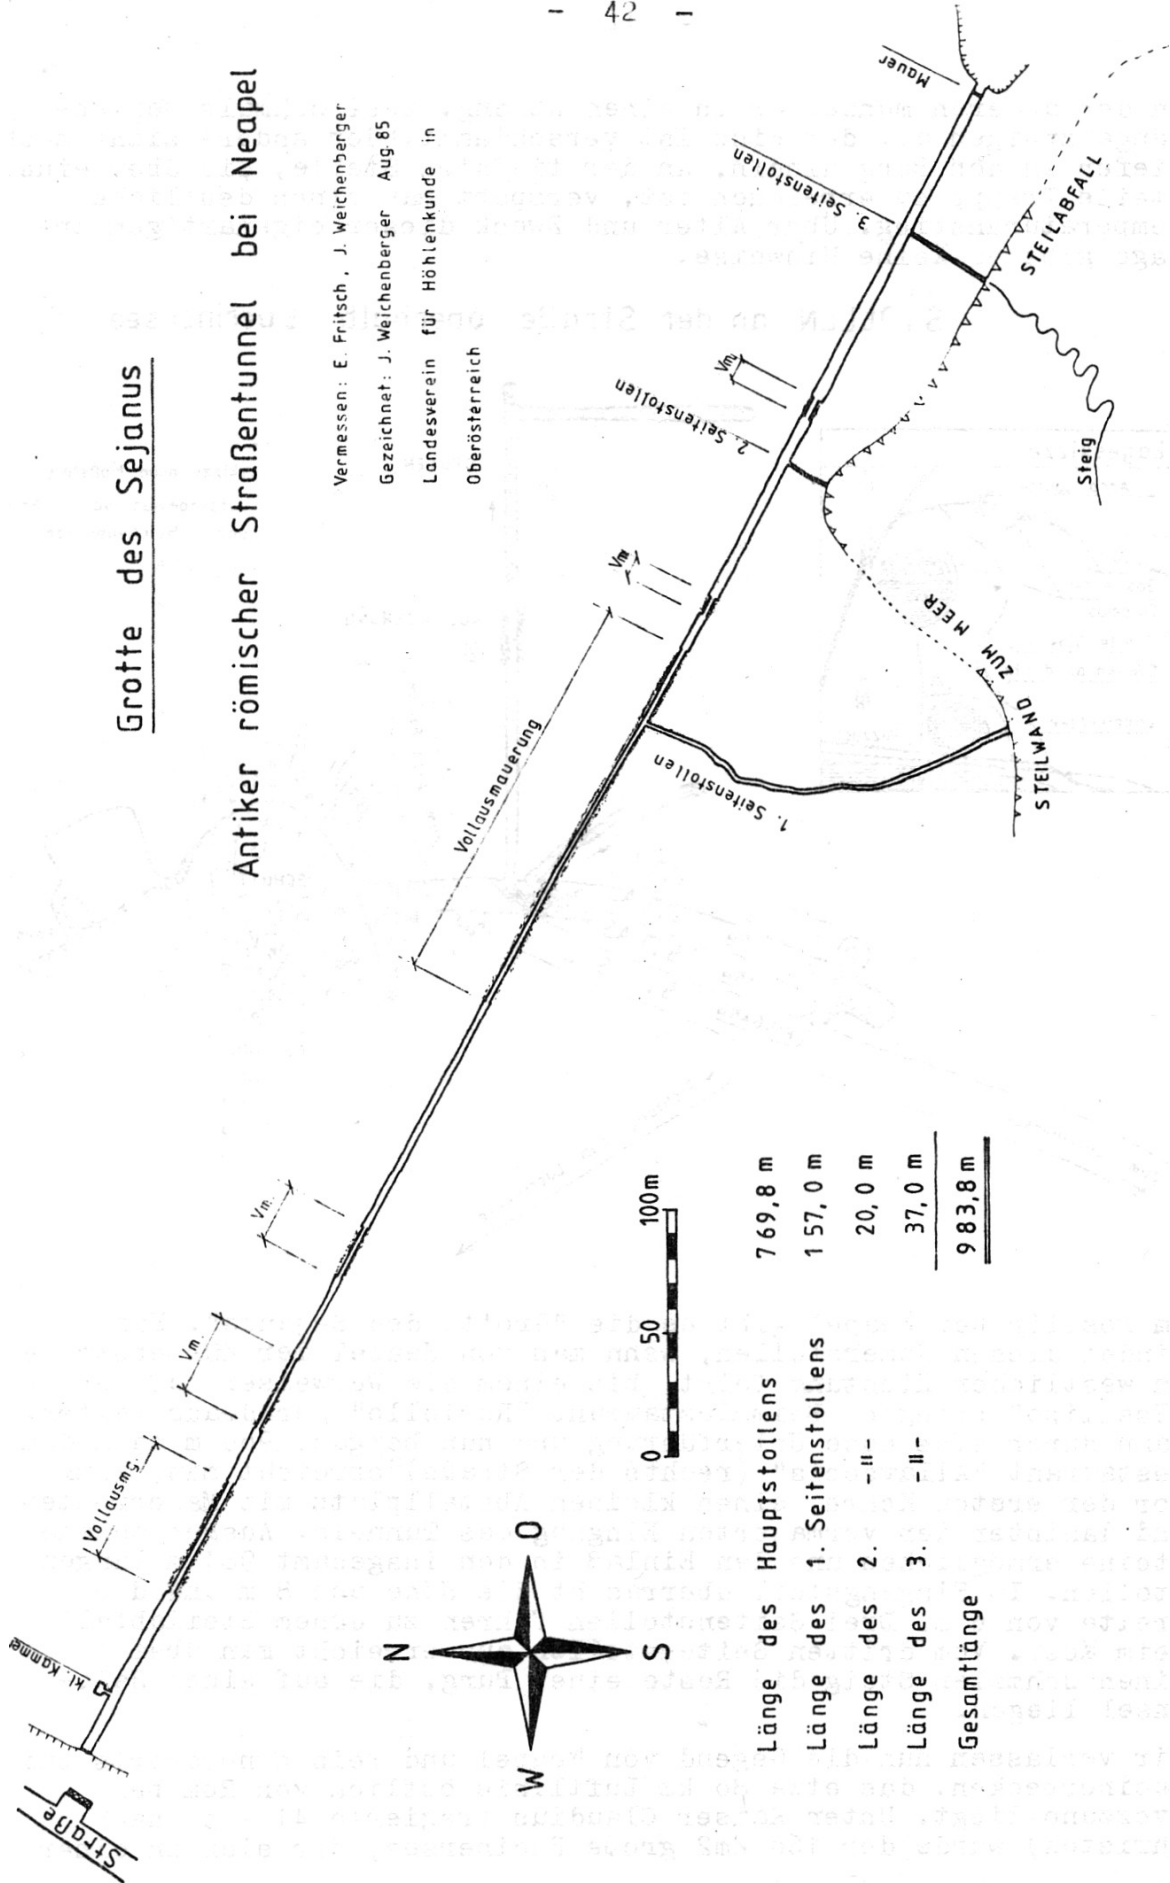 - 42 -
Grotte des Sejanus
Antiker römischer Straßentunnel bei Neapel
Vermessen: E. Fritsch, J. Weichenberger
Gezeichnet: J. Weichenberger Aug. 85
Landesverein für Höhlenkunde in
Oberösterreich
Straße
kl. Kammer
Vollausmg.
Vm.
Vm.
Vollausmauerung
Vm
Vm
1. Seitenstollen
2. Seitenstollen
3. Seitenstollen
Mauer
STEILWAND ZUM MEER
STEILABFALL
Steig
N
O
S
W
0 50 100m
Länge des Hauptstollens 769,8 m
Länge des 1. Seitenstollens 157,0 m
Länge des 2. -"- 20,0 m
Länge des 3. -"- 37,0 m
Gesamtlänge 983,8 m